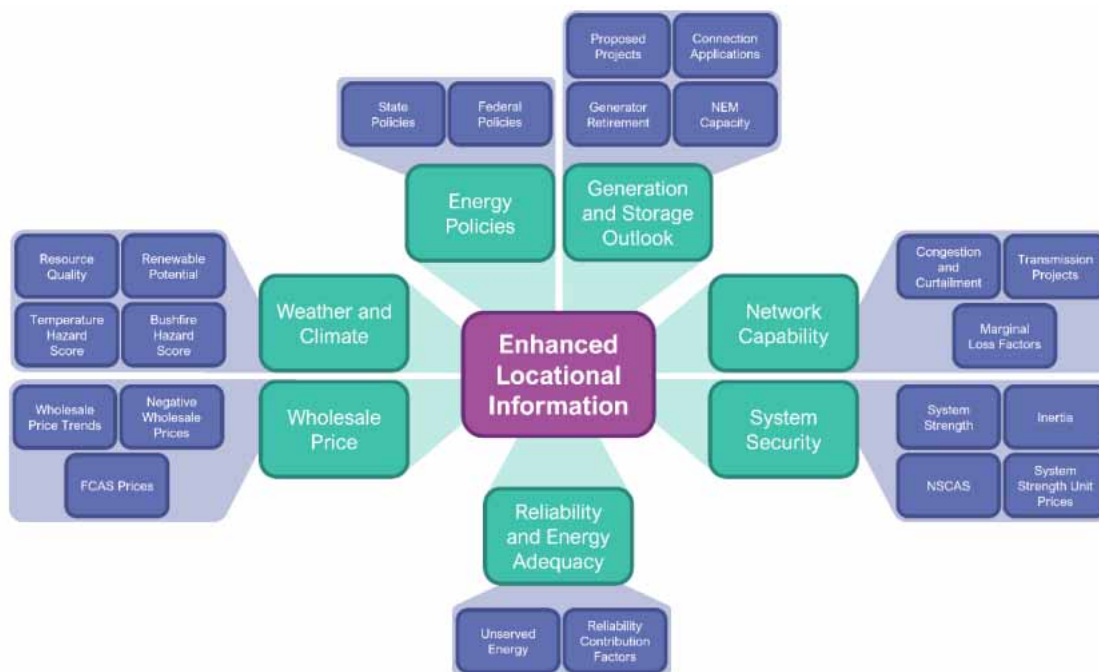 Proposed
Projects
Connection
Applications
State
Policies
Federal
Policies
Generator
Retirement
NEM
Capacity
Energy
Policies
Generation
and Storage
Outlook
Resource
Quality
Renewable
Potential
Temperature
Hazard
Score
Bushfire
Hazard
Score
Weather and
Climate
Enhanced
Locational
Information
Network
Capability
Congestion
and
Curtailment
Transmission
Projects
Marginal
Loss Factors
Wholesale
Price Trends
Negative
Wholesale
Prices
FCAS Prices
Wholesale
Price
System
Security
System
Strength
Inertia
NSCAS
System
Strength Unit
Prices
Reliability
and Energy
Adequacy
Unserved
Energy
Reliability
Contribution
Factors